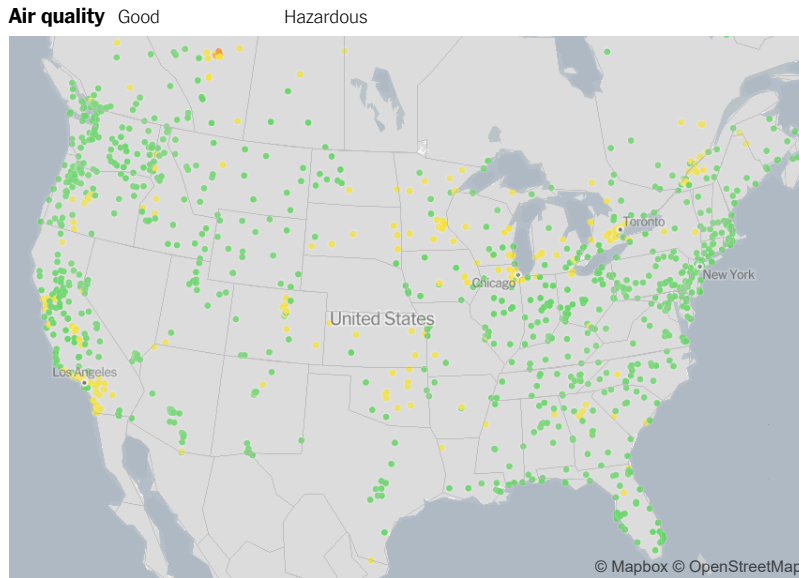 Air quality Good Hazardous
Toronto
New York
Chicago
United States
Los Angeles
© Mapbox © OpenStreetMap